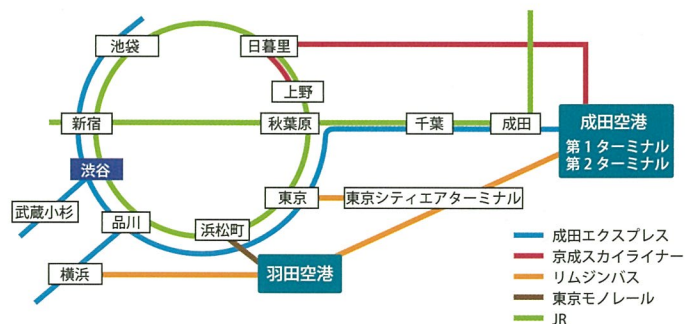 池袋
日暮里
上野
新宿
秋葉原
千葉
成田
成田空港
第1ターミナル
第2ターミナル
渋谷
武蔵小杉
品川
浜松町
東京
東京シティエアターミナル
横浜
羽田空港
成田エクスプレス
京成スカイライナー
リムジンバス
東京モノレール
JR